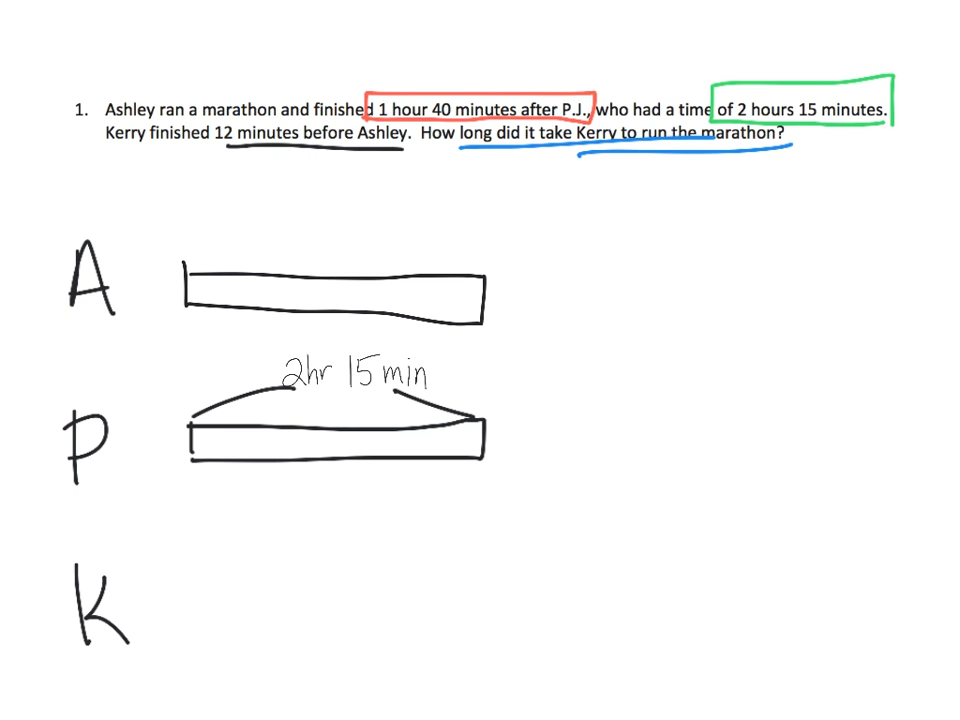 1. Ashley ran a marathon and finished 1 hour 40 minutes after P.J., who had a time of 2 hours 15 minutes.
Kerry finished 12 minutes before Ashley. How long did it take Kerry to run the marathon?
A
2hr 15 min
P
K